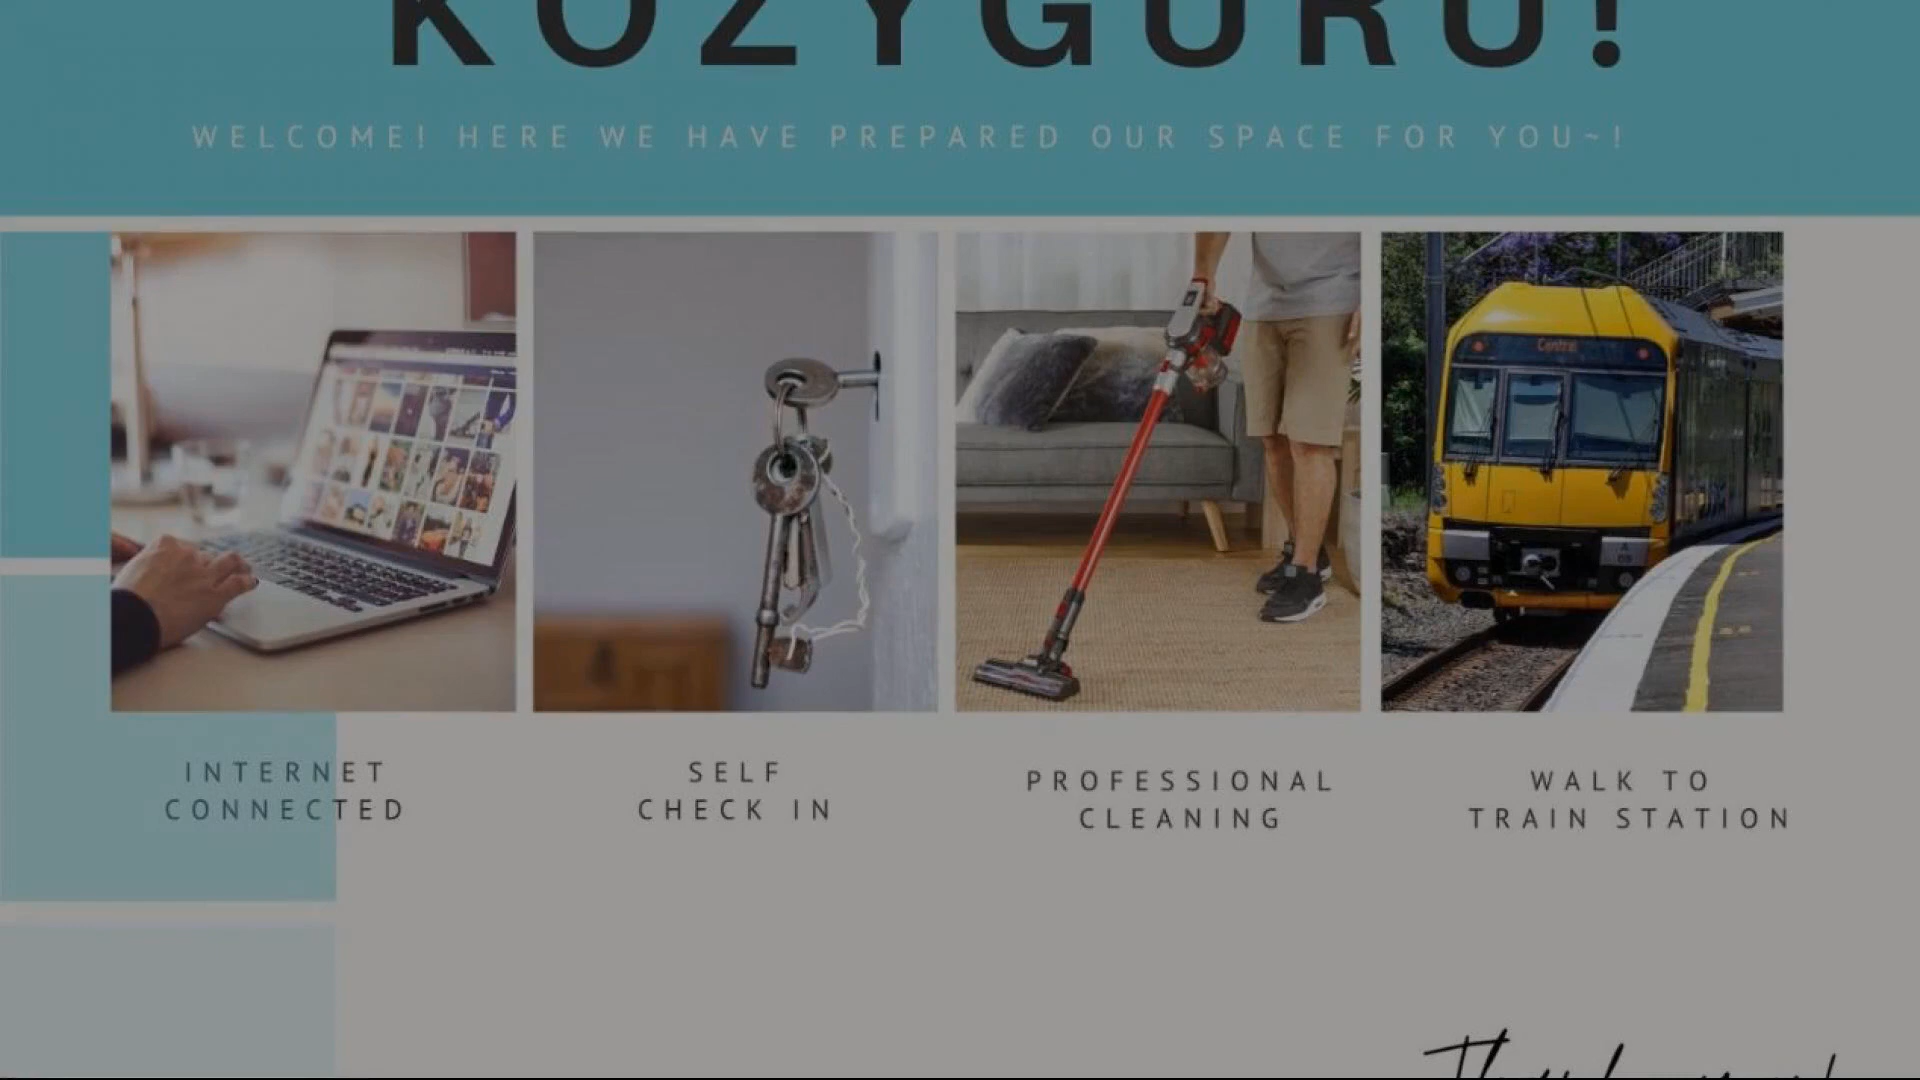 KOZYGURU!
WELCOME! HERE WE HAVE PREPARED OUR SPACE FOR YOU~!
Central
INTERNET
CONNECTED
SELF
CHECK IN
PROFESSIONAL
CLEANING
WALK TO
TRAIN STATION